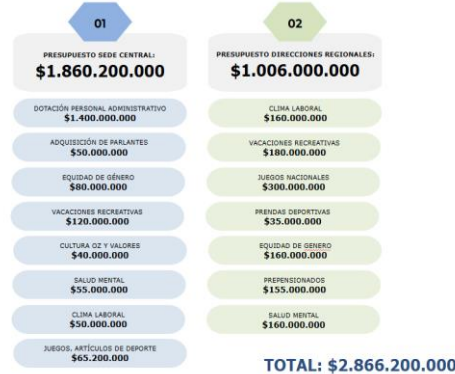 01
PRESUPUESTO SEDE CENTRAL:
$1.860.200.000
DOTACIÓN PERSONAL ADMINISTRATIVO
$1.400.000.000
ADQUISICIÓN DE PARLANTES
$50.000.000
EQUIDAD DE GÉNERO
$80.000.000
VACACIONES RECREATIVAS
$120.000.000
CULTURA OZ Y VALORES
$40.000.000
SALUD MENTAL
$55.000.000
CLIMA LABORAL
$50.000.000
JUEGOS. ARTÍCULOS DE DEPORTE
$65.200.000
02
PRESUPUESTO DIRECCIONES REGIONALES:
$1.006.000.000
CLIMA LABORAL
$160.000.000
VACACIONES RECREATIVAS
$180.000.000
JUEGOS NACIONALES
$300.000.000
PRENDAS DEPORTIVAS
$35.000.000
EQUIDAD DE GENERO
$160.000.000
PREPENSIONADOS
$155.000.000
SALUD MENTAL
$160.000.000
TOTAL: $2.866.200.000